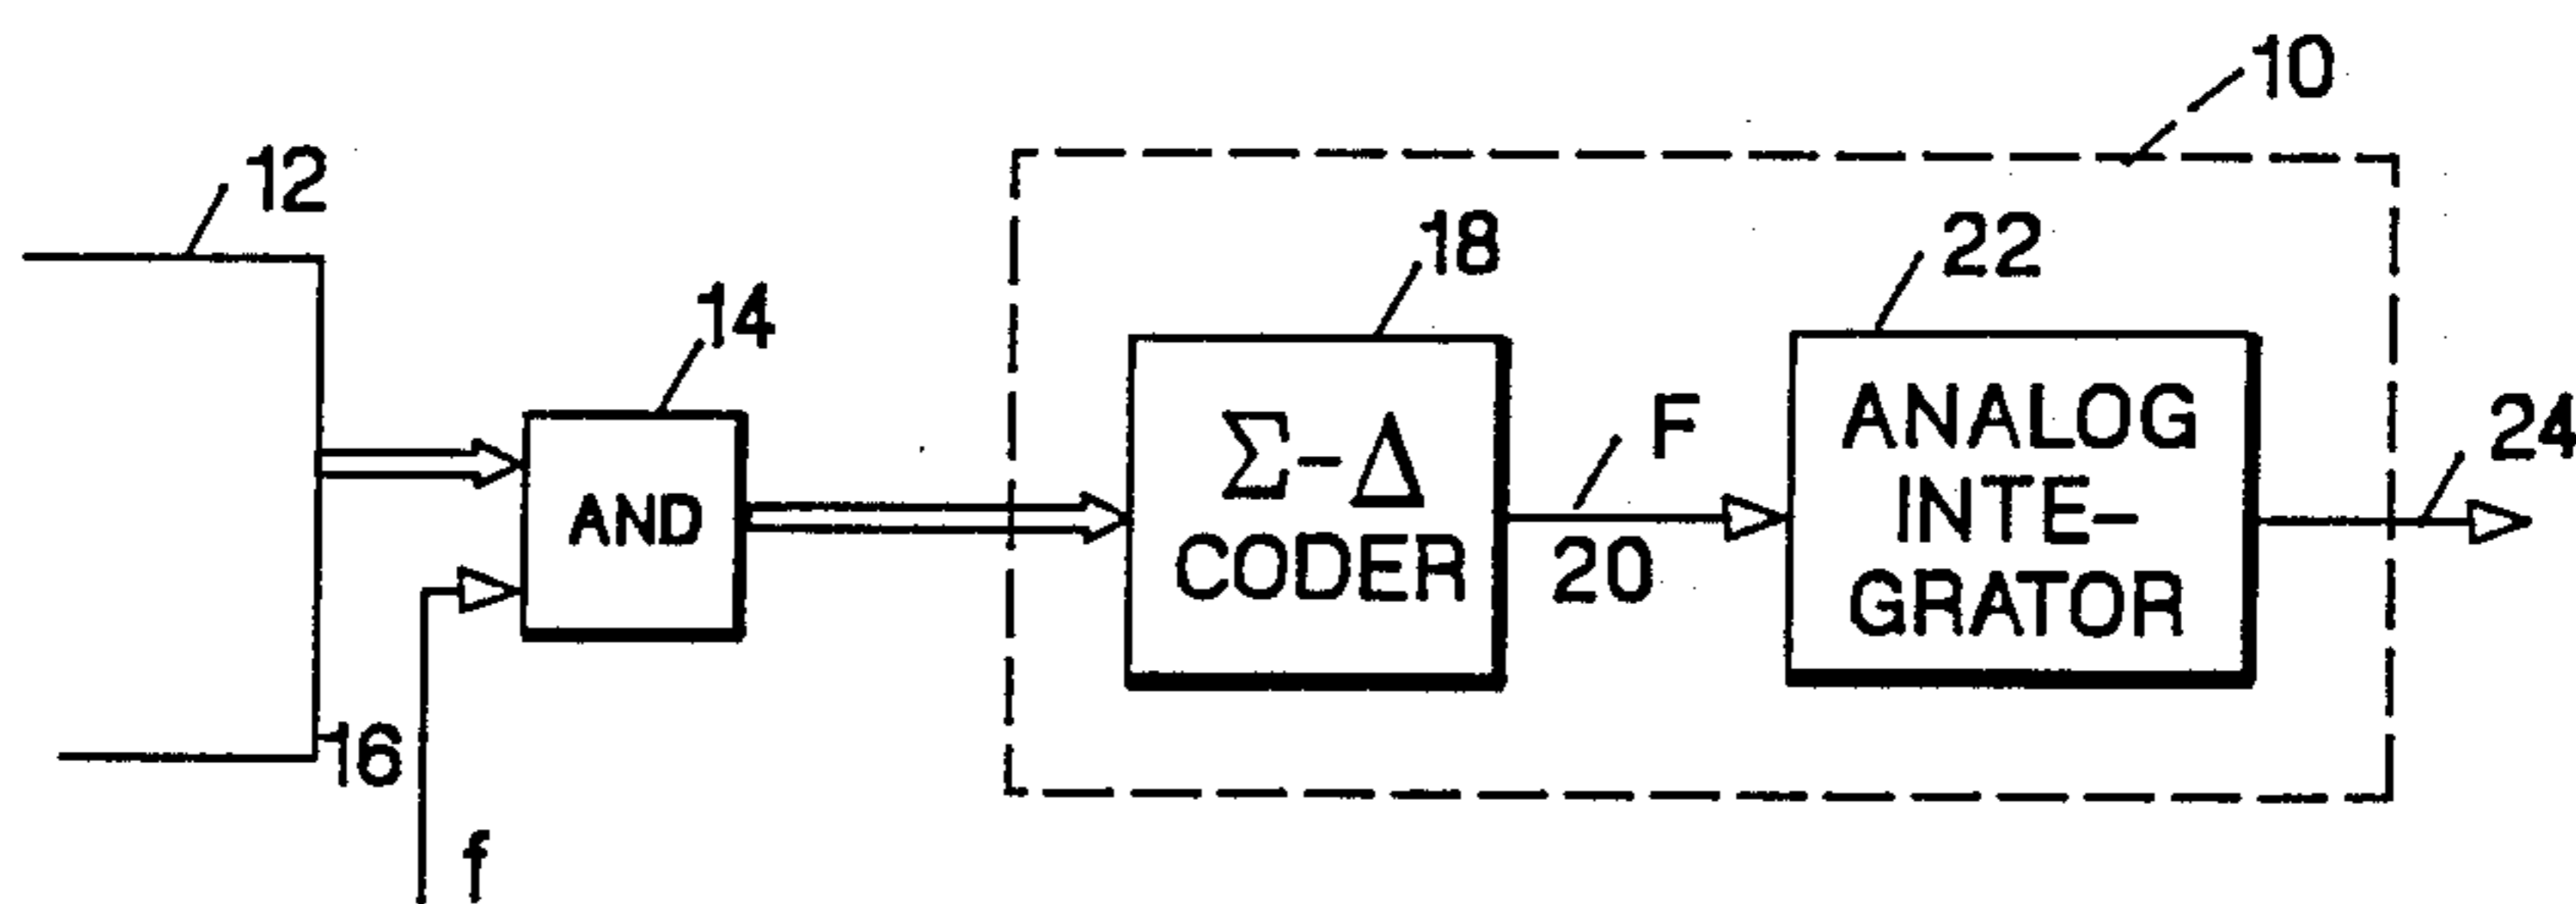 10
12
18
22
14
F
24
Σ-Δ
CODER
ANALOG
INTE-
GRATOR
AND
20
16
f